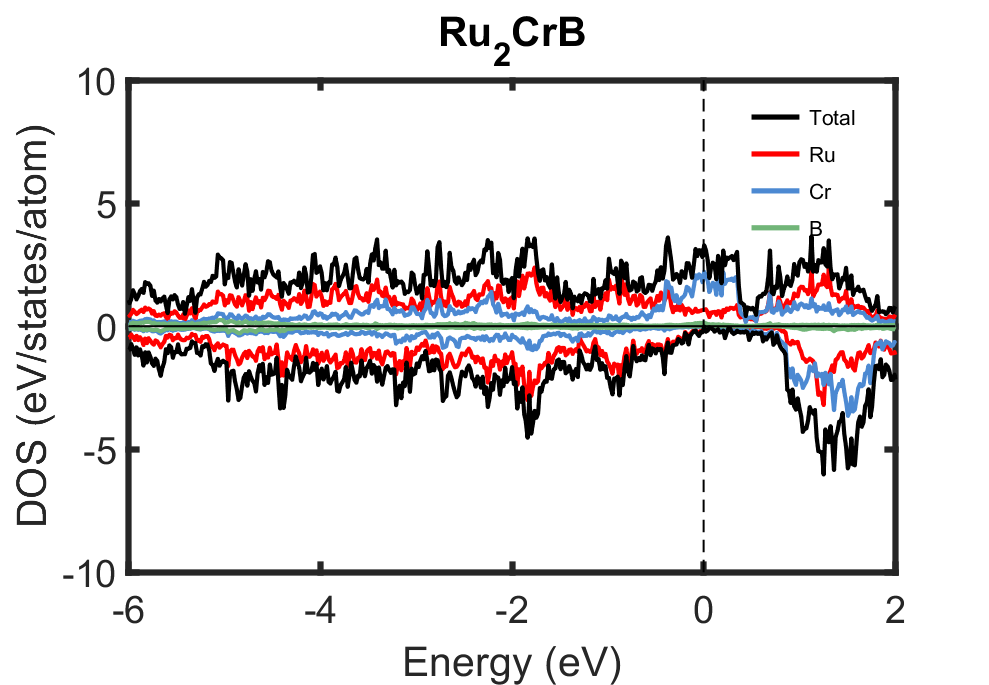 Ru2CrB
10
5
0
-5
-10
DOS (eV/states/atom)
Total
Ru
Cr
B
-6
-4
-2
0
2
Energy (eV)